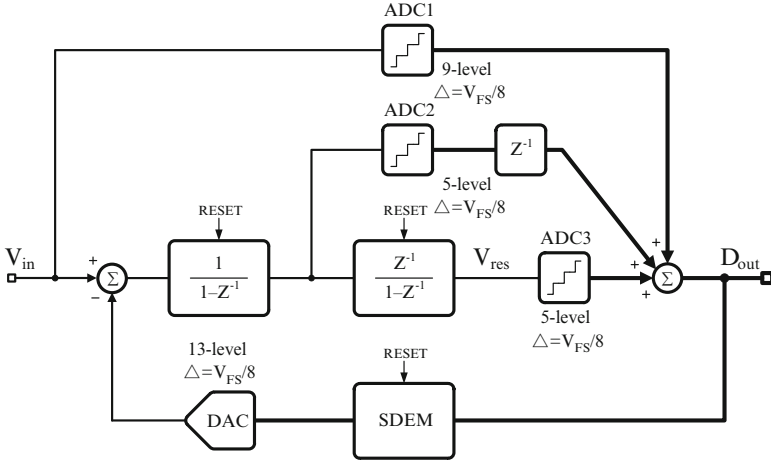 ADC1
9-level
△=V_FS/8
ADC2
Z⁻¹
5-level
△=V_FS/8
RESET
RESET
ADC3
V_in
+
−
Σ
1
1−Z⁻¹
Z⁻¹
1−Z⁻¹
V_res
+
+
+
Σ
D_out
5-level
△=V_FS/8
13-level
△=V_FS/8
RESET
DAC
SDEM